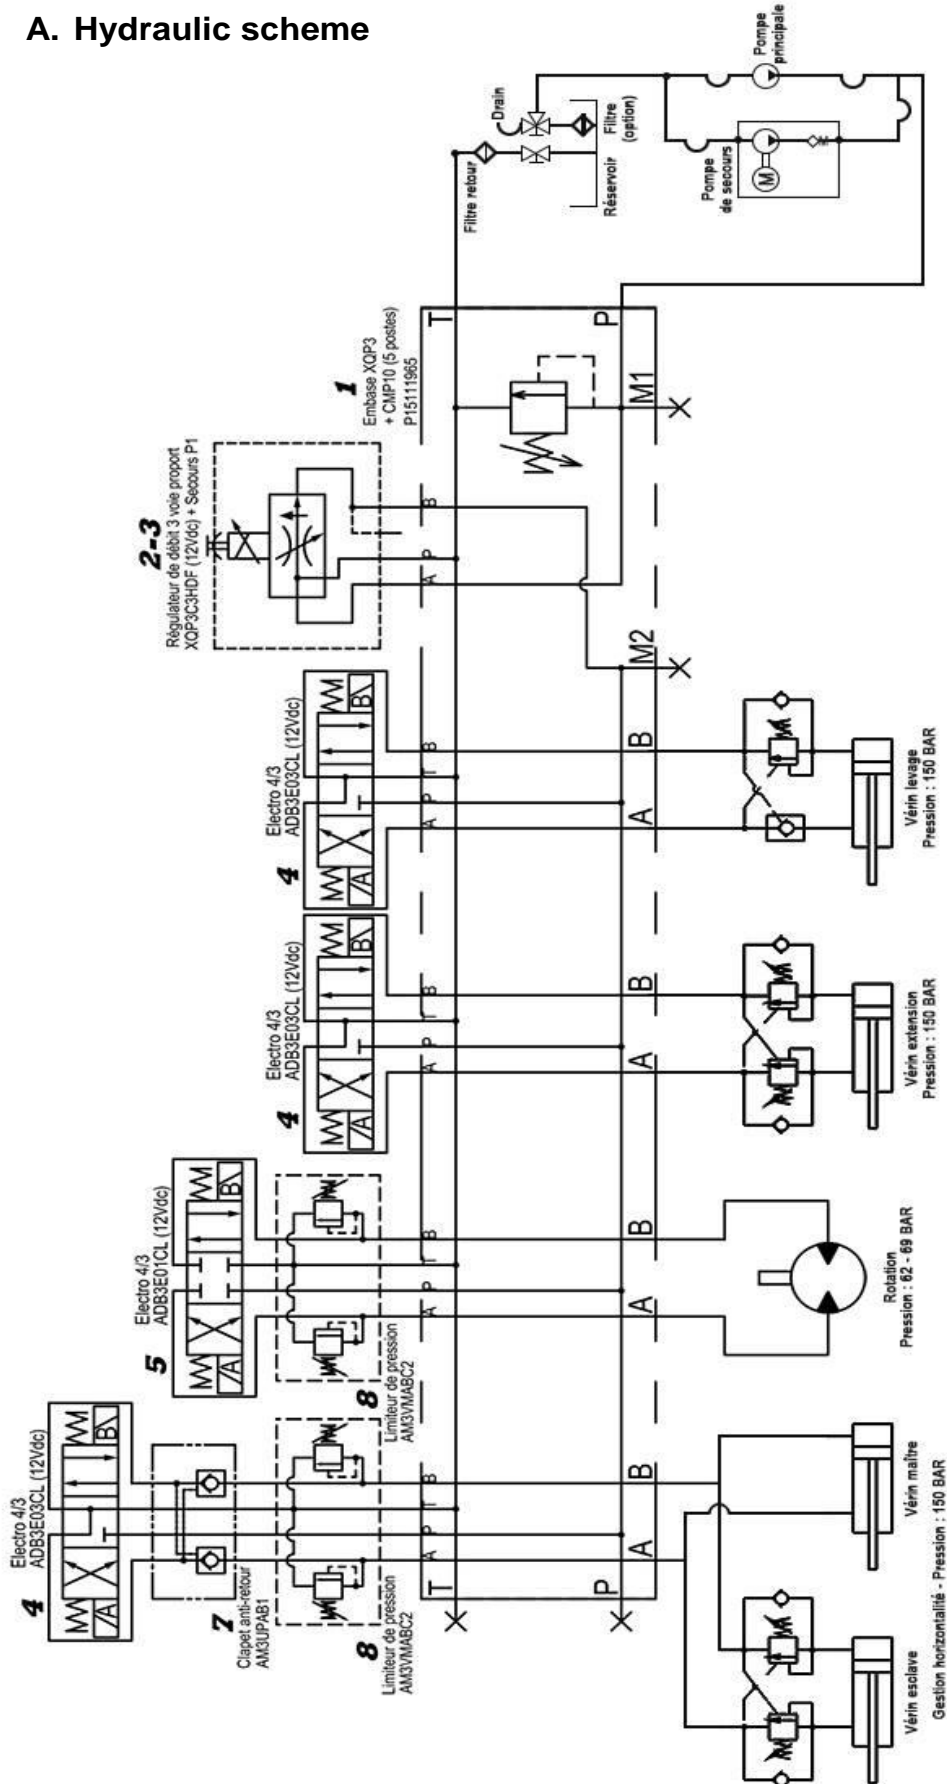 A. Hydraulic scheme
Pompe
principale
Drain
Filtre
(option)
Filtre retour
Réservoir
Pompe
de secours
M
M
1
Embase XQP3
+ CMP10 (5 postes)
P15111965
T
P
M1
2-3
Régulateur de débit 3 voie proport
XQP3C3HDF (12Vdc) + Secours P1
A
P
B
M2
Electro 4/3
ADB3E03CL (12Vdc)
4
A
B
A
P
T
B
A
B
Vérin levage
Pression : 150 BAR
Electro 4/3
ADB3E03CL (12Vdc)
4
A
B
A
P
T
B
A
B
Vérin extension
Pression : 150 BAR
Electro 4/3
ADB3E01CL (12Vdc)
5
A
B
8
Limiteur de pression
AM3VMABC2
A
P
T
B
A
B
Rotation
Pression : 62 - 69 BAR
Electro 4/3
ADB3E03CL (12Vdc)
4
A
B
7
Clapet anti-retour
AM3UPAB1
8
Limiteur de pression
AM3VMABC2
A
P
T
B
T
P
A
B
Vérin maître
Vérin esclave
Gestion horizontalité - Pression : 150 BAR